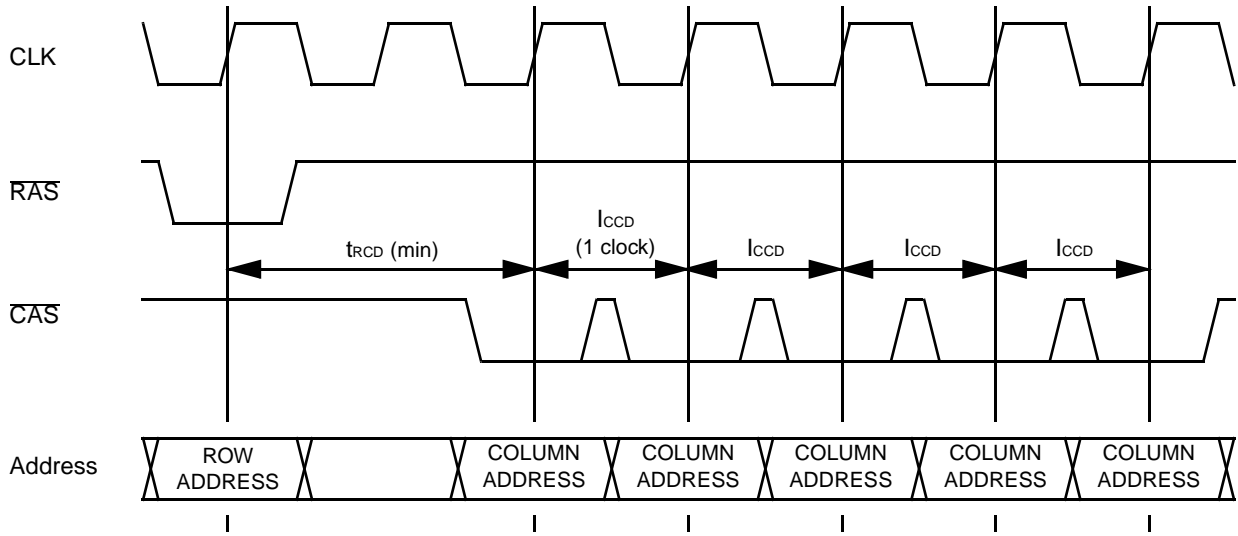 CLK
RAS
tRCD (min)
ICCD
(1 clock)
ICCD
ICCD
ICCD
CAS
Address
ROW
ADDRESS
COLUMN
ADDRESS
COLUMN
ADDRESS
COLUMN
ADDRESS
COLUMN
ADDRESS
COLUMN
ADDRESS